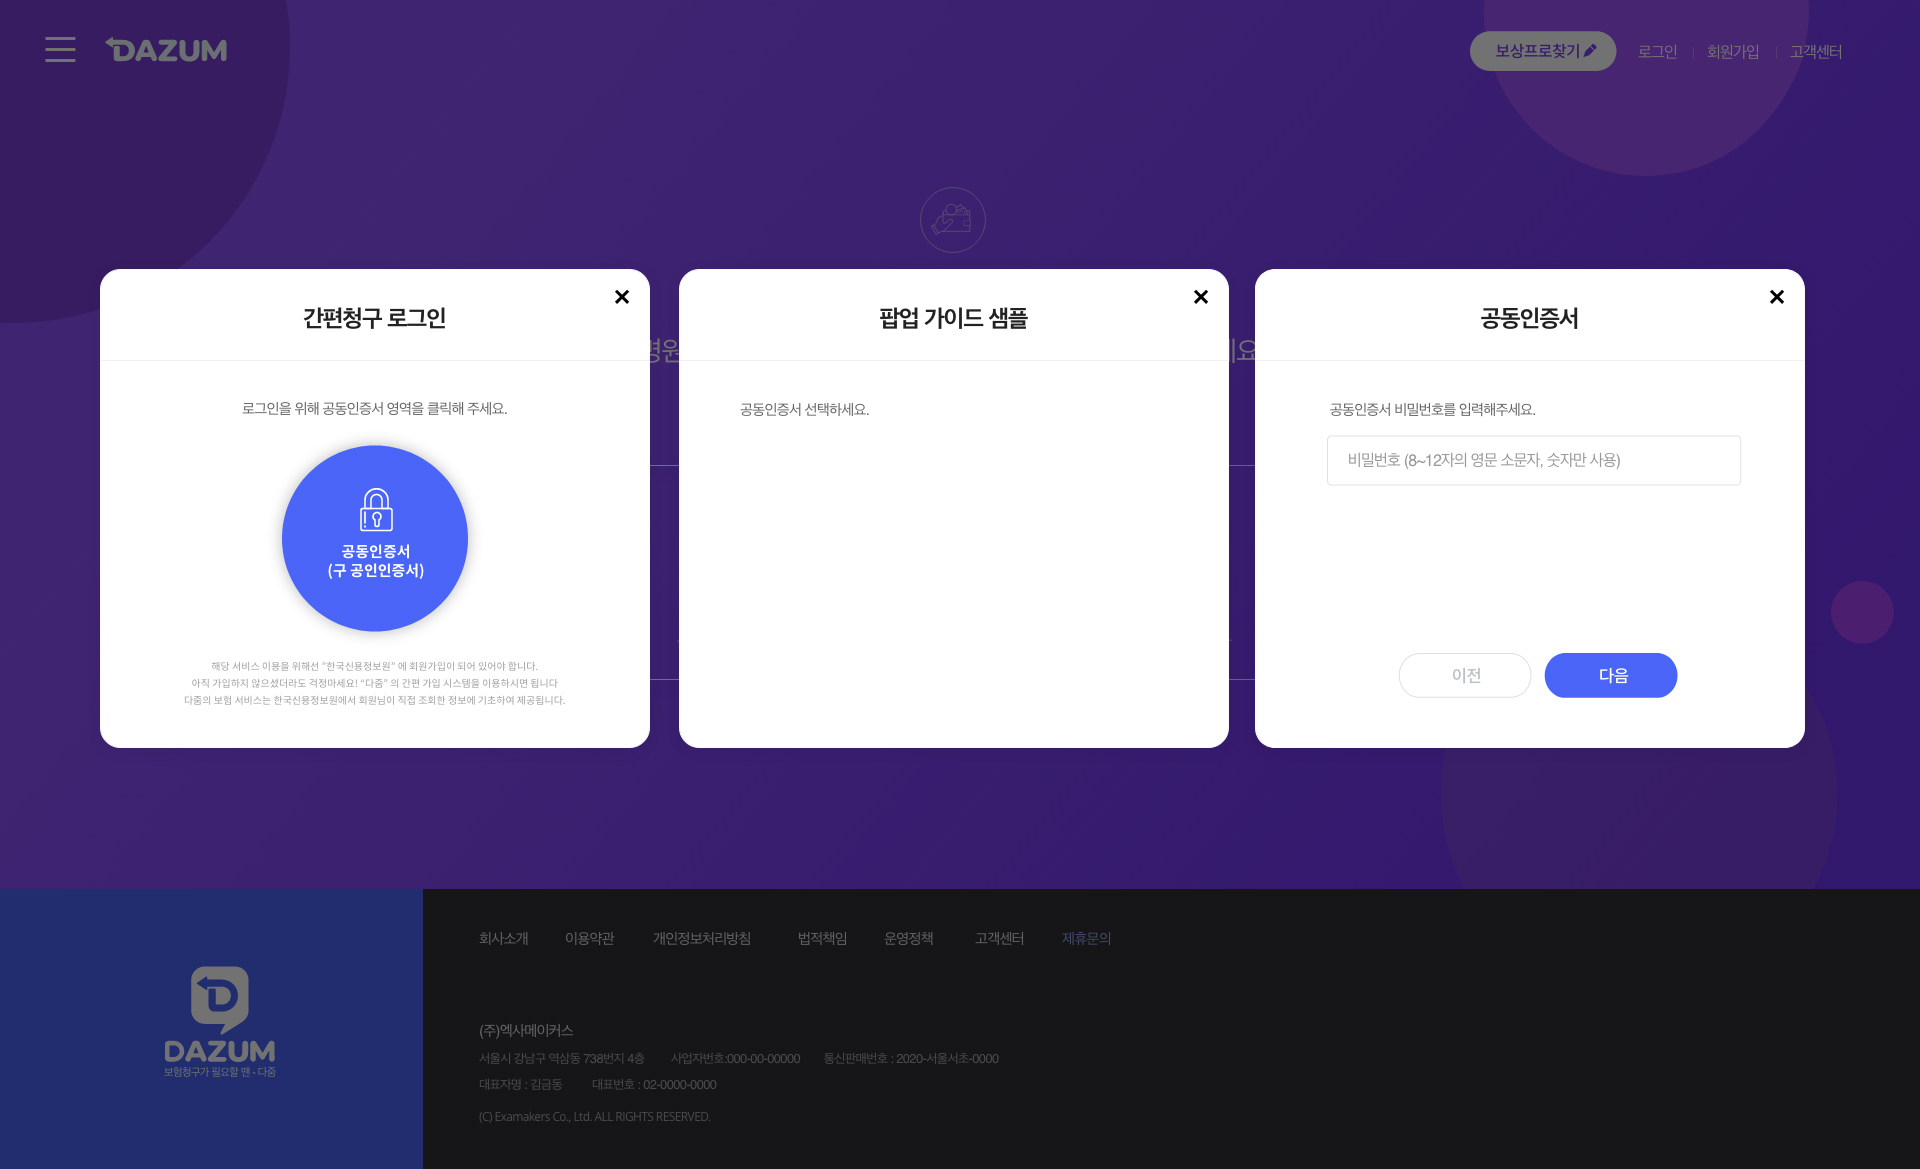 DAZUM
보상프로찾기
로그인
회원가입
고객센터
간편청구 로그인
로그인을 위해 공동인증서 영역을 클릭해 주세요.
공동인증서
(구 공인인증서)
해당 서비스 이용을 위해선 "한국신용정보원" 에 회원가입이 되어 있어야 합니다.
아직 가입하지 않으셨더라도 걱정마세요! "다줌" 의 간편 가입 시스템을 이용하시면 됩니다
다줌의 보험 서비스는 한국신용정보원에서 회원님이 직접 조회한 정보에 기초하여 제공됩니다.
팝업 가이드 샘플
공동인증서 선택하세요.
공동인증서
공동인증서 비밀번호를 입력해주세요.
비밀번호 (8~12자의 영문 소문자, 숫자만 사용)
이전
다음
DAZUM
보험청구가 필요할 땐 - 다줌
회사소개
이용약관
개인정보처리방침
법적책임
운영정책
고객센터
제휴문의
(주)엑사메이커스
서울시 강남구 역삼동 738번지 4층 사업자번호:000-00-00000 통신판매번호 : 2020-서울서초-0000
대표자명 : 김금동 대표번호 : 02-0000-0000
(C) Examakers Co., Ltd. ALL RIGHTS RESERVED.